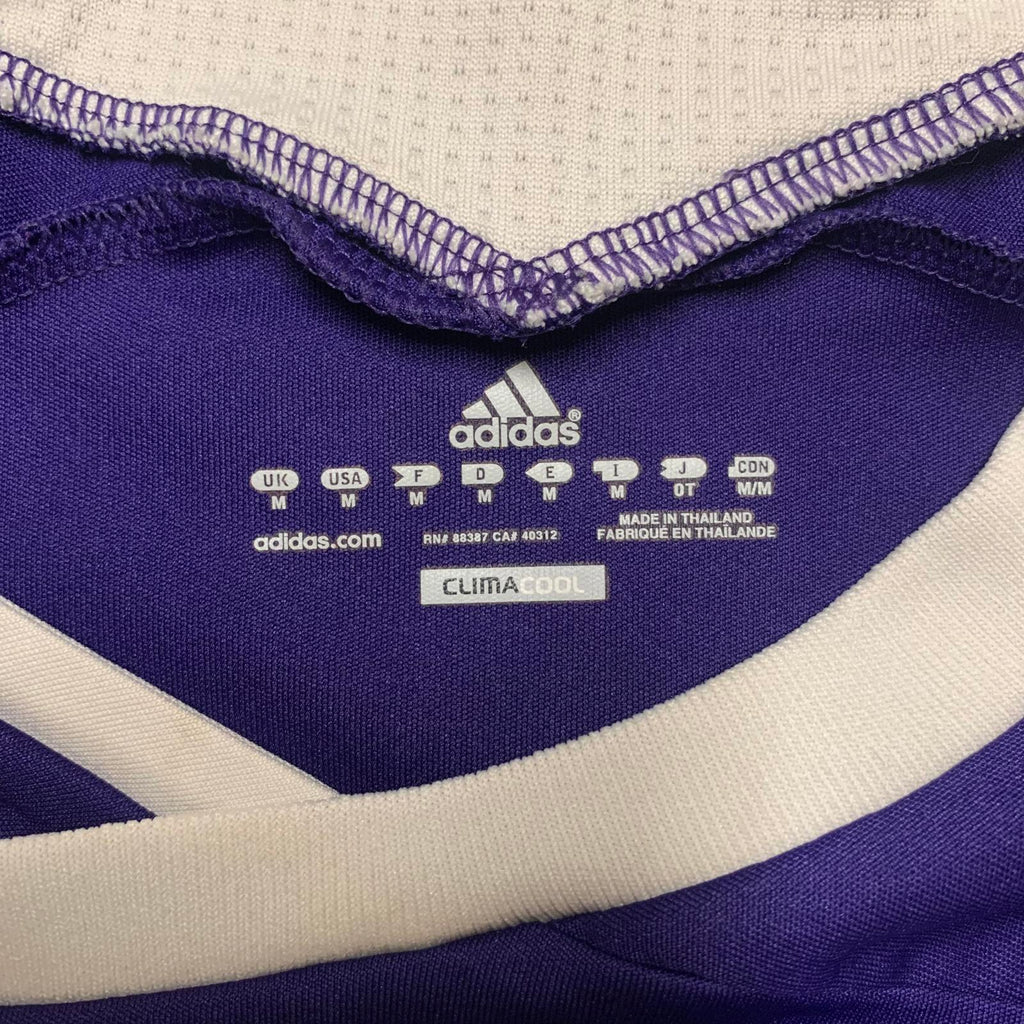 adidas®
UK USA F D E I J CDN
M M M M M M OT M/M
adidas.com RN# 88387 CA# 40312 MADE IN THAILAND
FABRIQUÉ EN THAÏLANDE
CLIMACOOL